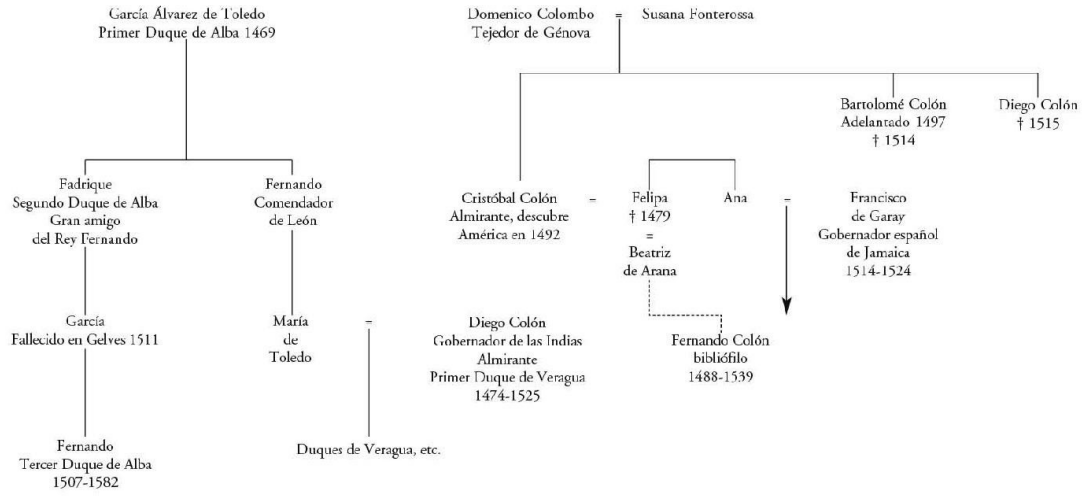 García Álvarez de Toledo
Primer Duque de Alba 1469
Domenico Colombo = Susana Fonterossa
Tejedor de Génova
Bartolomé Colón
Adelantado 1497
† 1514
Diego Colón
† 1515
Fadrique
Segundo Duque de Alba
Gran amigo
del Rey Fernando
Fernando
Comendador
de León
Cristóbal Colón
Almirante, descubre
América en 1492
=
Felipa
† 1479
=
Beatriz
de Arana
Ana
=
Francisco
de Garay
Gobernador español
de Jamaica
1514-1524
García
Fallecido en Gelves 1511
María
de
Toledo
=
Diego Colón
Gobernador de las Indias
Almirante
Primer Duque de Veragua
1474-1525
Fernando Colón
bibliófilo
1488-1539
Fernando
Tercer Duque de Alba
1507-1582
Duques de Veragua, etc.